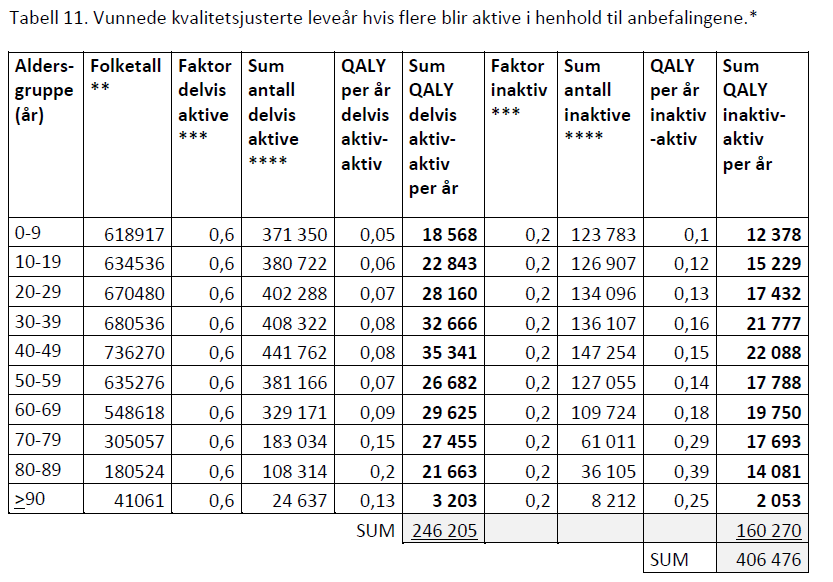 Tabell 11. Vunnede kvalitetsjusterte leveår hvis flere blir aktive i henhold til anbefalingene.*
Alders-gruppe (år) Folketall ** Faktor delvis aktive *** Sum antall delvis aktive **** QALY per år delvis aktiv-aktiv Sum QALY delvis aktiv-aktiv per år Faktor inaktiv *** Sum antall inaktive **** QALY per år inaktiv -aktiv Sum QALY inaktiv-aktiv per år
0-9 618917 0,6 371 350 0,05 18 568 0,2 123 783 0,1 12 378
10-19 634536 0,6 380 722 0,06 22 843 0,2 126 907 0,12 15 229
20-29 670480 0,6 402 288 0,07 28 160 0,2 134 096 0,13 17 432
30-39 680536 0,6 408 322 0,08 32 666 0,2 136 107 0,16 21 777
40-49 736270 0,6 441 762 0,08 35 341 0,2 147 254 0,15 22 088
50-59 635276 0,6 381 166 0,07 26 682 0,2 127 055 0,14 17 788
60-69 548618 0,6 329 171 0,09 29 625 0,2 109 724 0,18 19 750
70-79 305057 0,6 183 034 0,15 27 455 0,2 61 011 0,29 17 693
80-89 180524 0,6 108 314 0,2 21 663 0,2 36 105 0,39 14 081
>90 41061 0,6 24 637 0,13 3 203 0,2 8 212 0,25 2 053
SUM 246 205 160 270
SUM 406 476